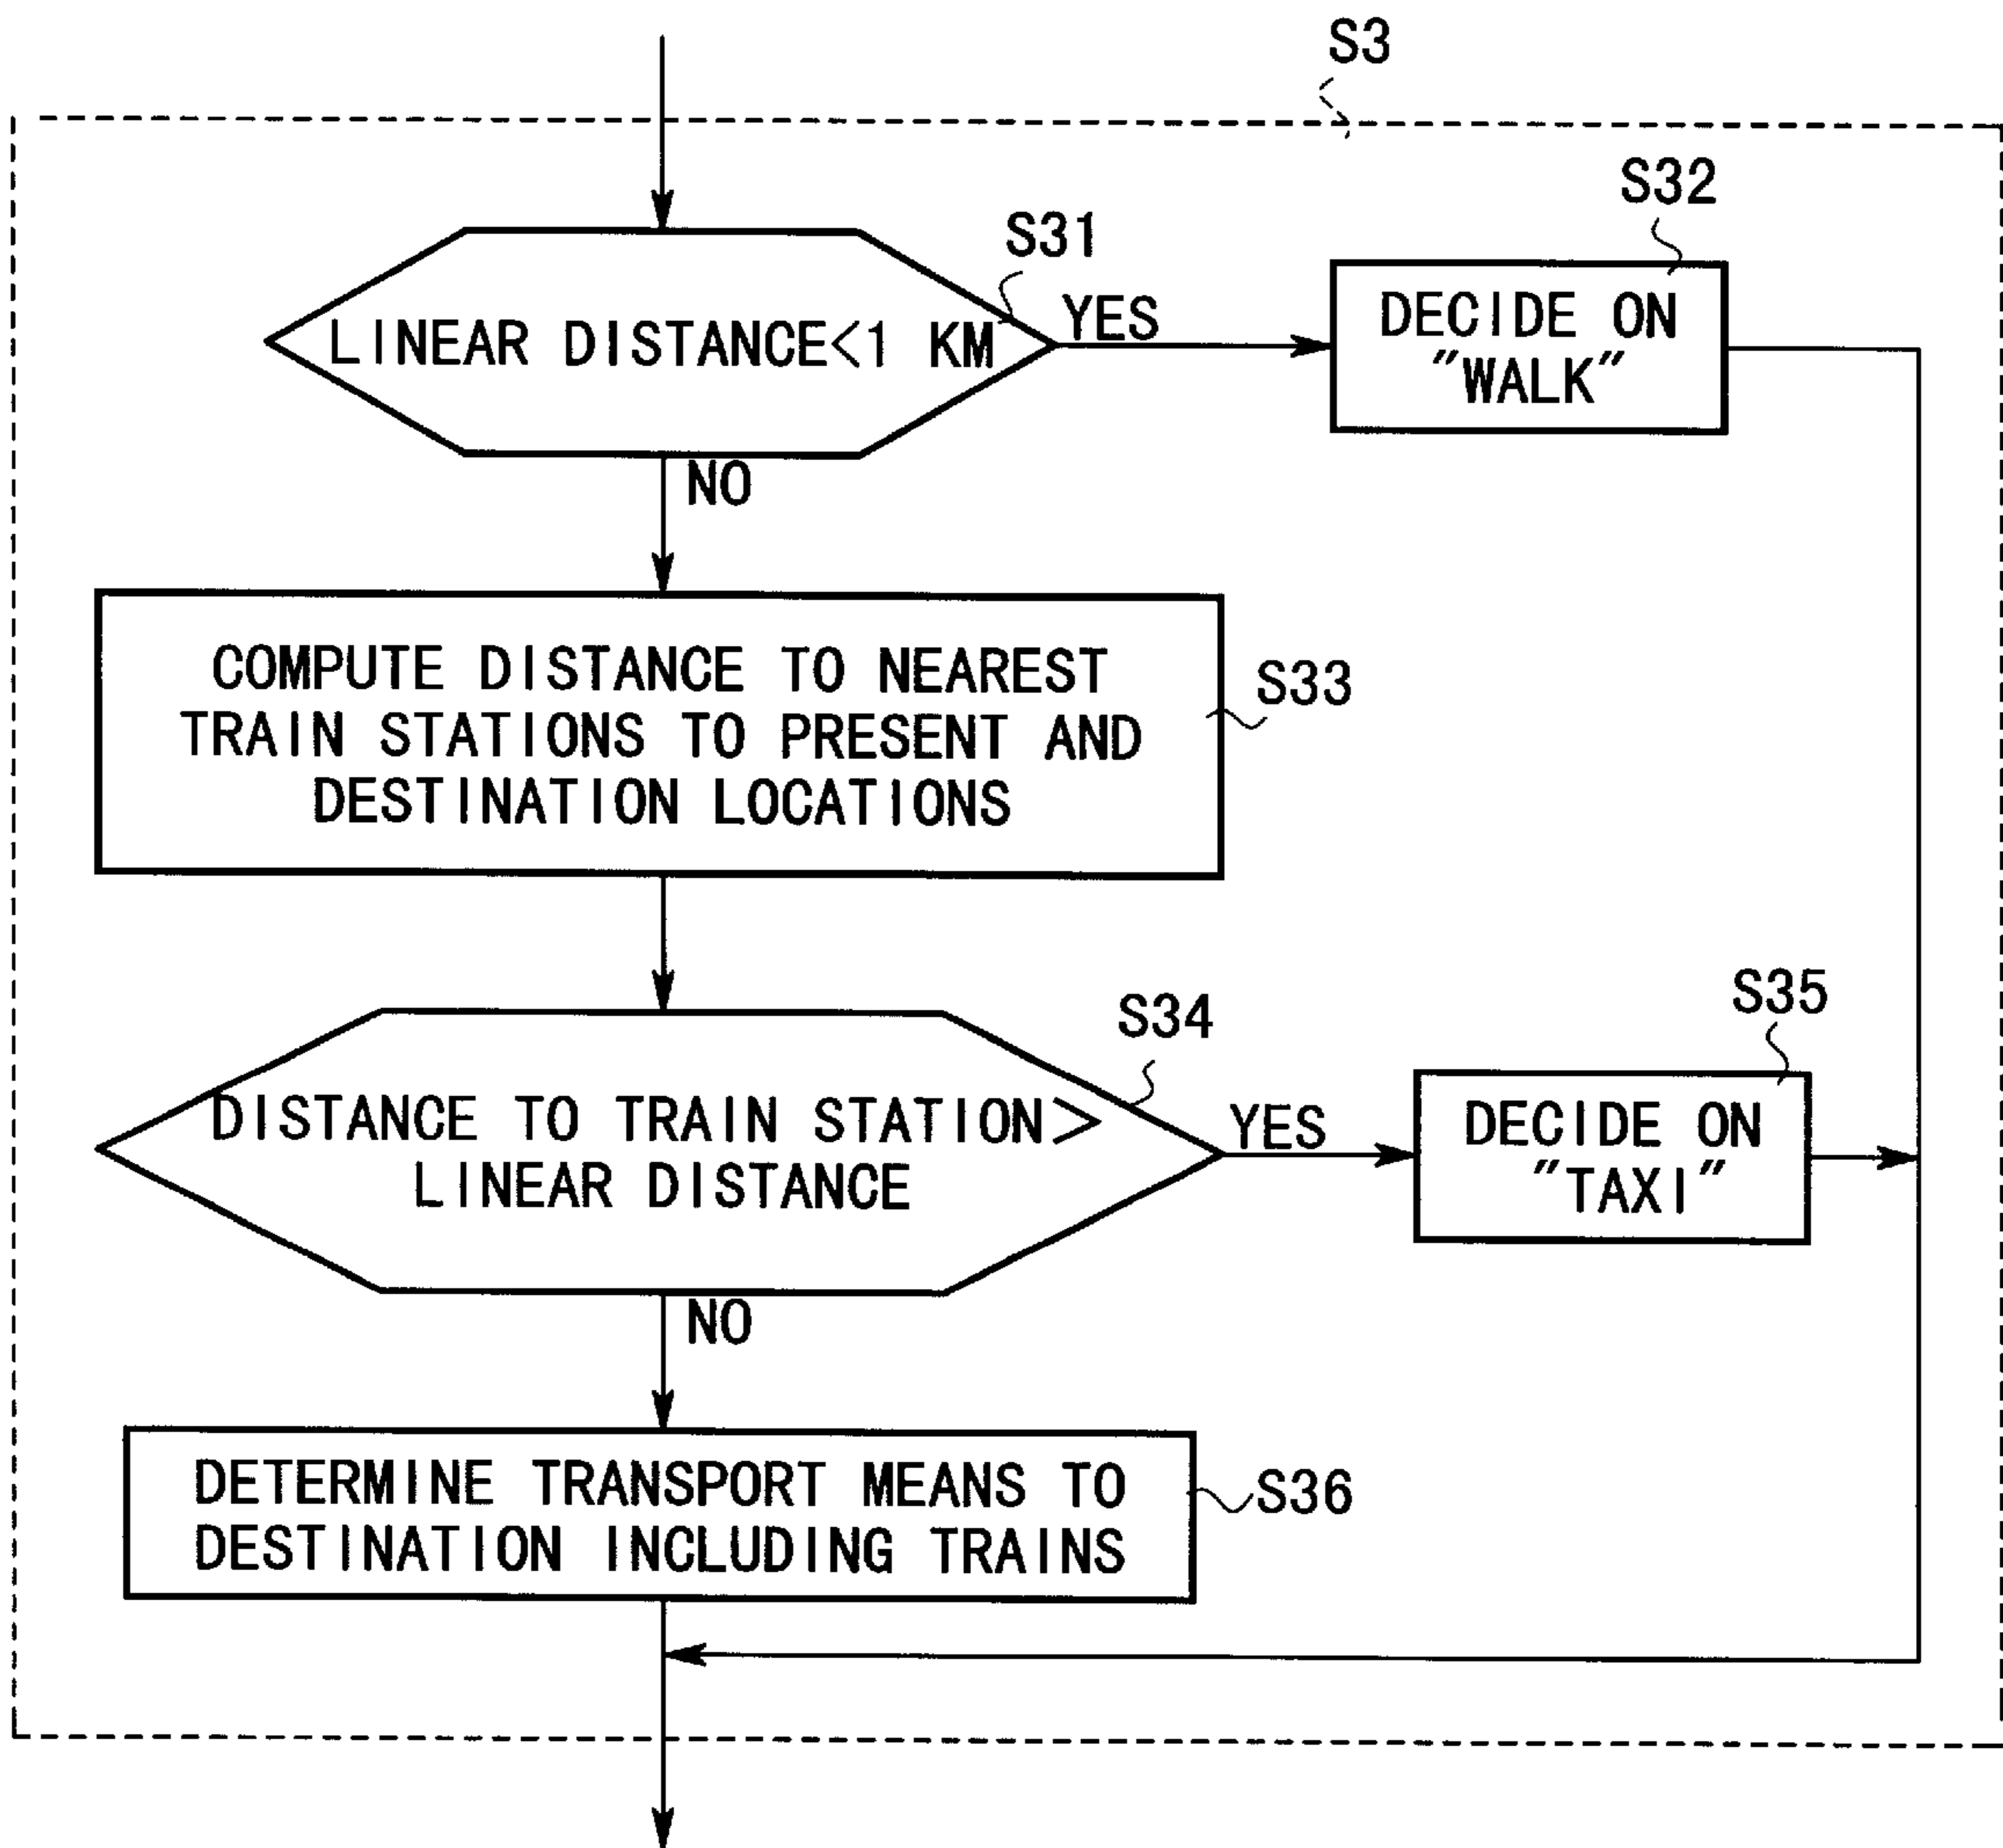 S3
S31
LINEAR DISTANCE<1 KM
YES
S32
DECIDE ON
"WALK"
NO
COMPUTE DISTANCE TO NEAREST
TRAIN STATIONS TO PRESENT AND
DESTINATION LOCATIONS
S33
S34
DISTANCE TO TRAIN STATION>
LINEAR DISTANCE
YES
S35
DECIDE ON
"TAXI"
NO
DETERMINE TRANSPORT MEANS TO
DESTINATION INCLUDING TRAINS
S36